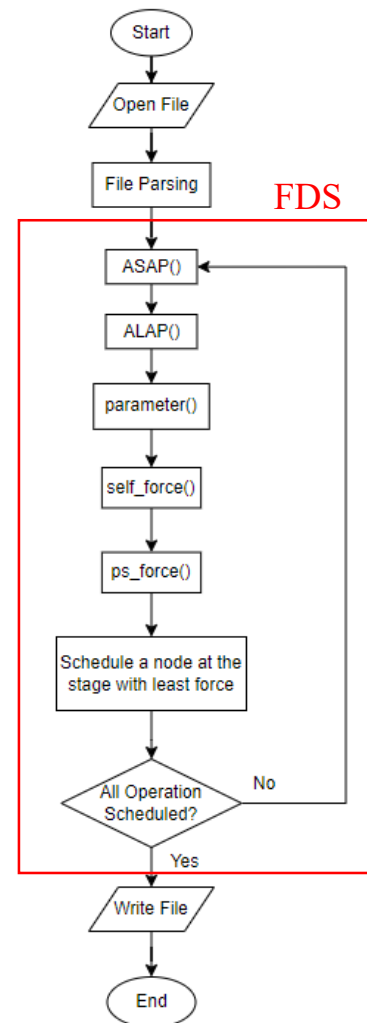 Start
Open File
File Parsing
FDS
ASAP()
ALAP()
parameter()
self_force()
ps_force()
Schedule a node at the
stage with least force
All Operation
Scheduled?
No
Yes
Write File
End